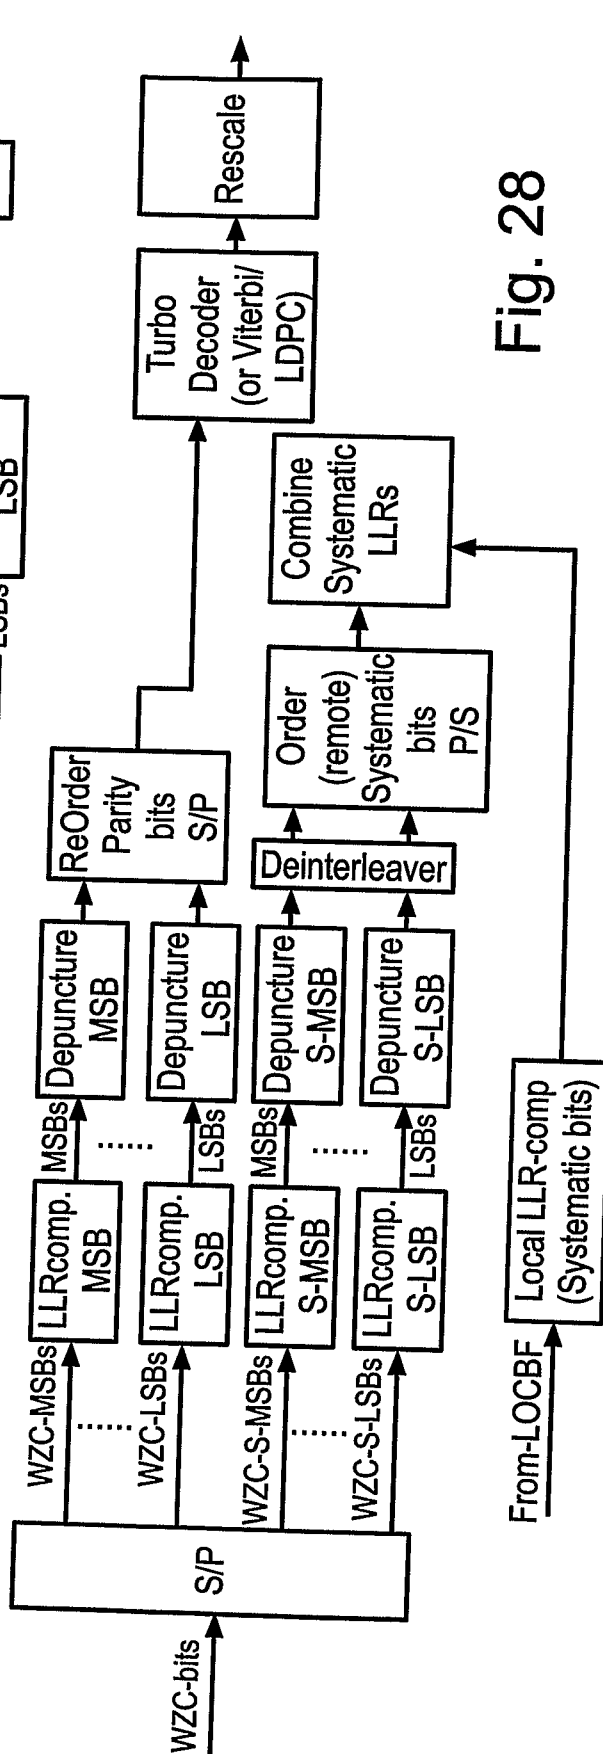 WZC-bits
S/P
WZC-MSBs
WZC-LSBs
WZC-S-MSBs
WZC-S-LSBs
LLRcomp.
MSB
LLRcomp.
LSB
LLRcomp.
S-MSB
LLRcomp.
S-LSB
MSBs
LSBs
MSBs
LSBs
Depuncture
MSB
Depuncture
LSB
Depuncture
S-MSB
Depuncture
S-LSB
ReOrder
Parity
bits
S/P
Deinterleaver
Order
(remote)
Systematic
bits
P/S
Combine
Systematic
LLRs
Turbo
Decoder
(or Viterbi/
LDPC)
Rescale
From-LOCBF
Local LLR-comp
(Systematic bits)
LSBs
LSB
Fig. 28